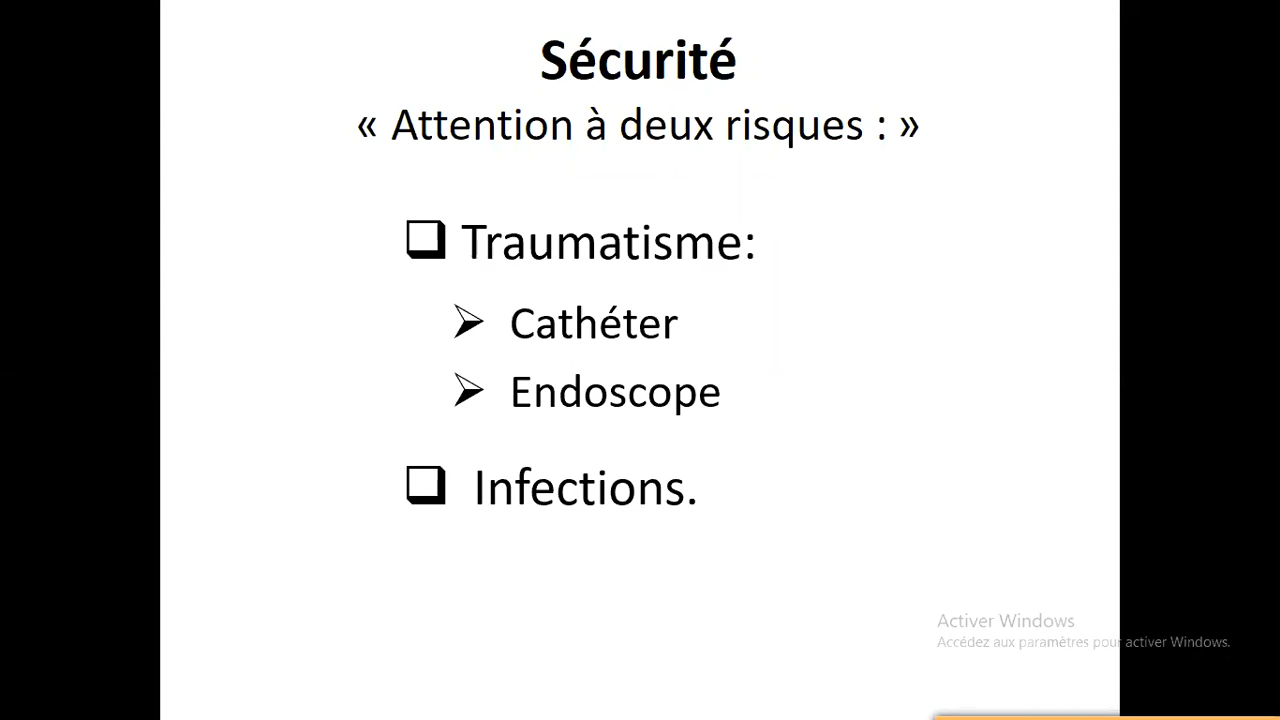 Sécurité
« Attention à deux risques : »
Traumatisme:
Cathéter
Endoscope
Infections.
Activer Windows
Accédez aux paramètres pour activer Windows.